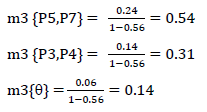 m3 {P5,P7} = 0.24 / 1−0.56 = 0.54
m3 {P3,P4} = 0.14 / 1−0.56 = 0.31
m3{θ} = 0.06 / 1−0.56 = 0.14